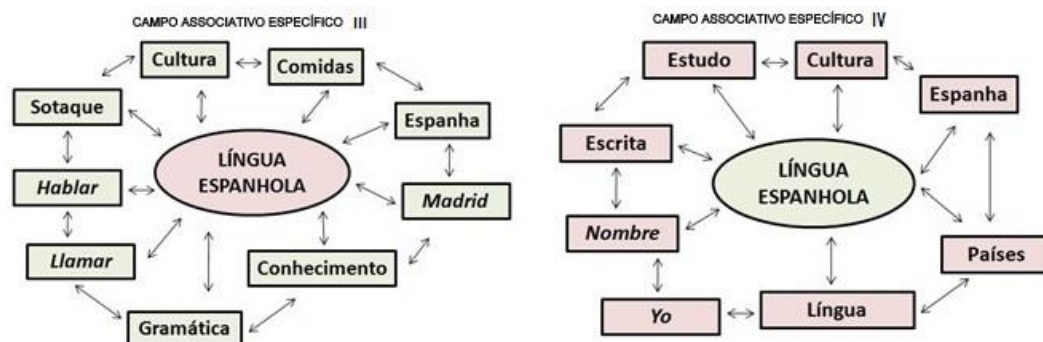 CAMPO ASSOCIATIVO ESPECÍFICO III
Cultura
Comidas
Sotaque
Espanha
LÍNGUA
ESPANHOLA
Hablar
Madrid
Llamar
Conhecimento
Gramática
CAMPO ASSOCIATIVO ESPECÍFICO IV
Estudo
Cultura
Espanha
Escrita
LÍNGUA
ESPANHOLA
Nombre
Países
Yo
Língua